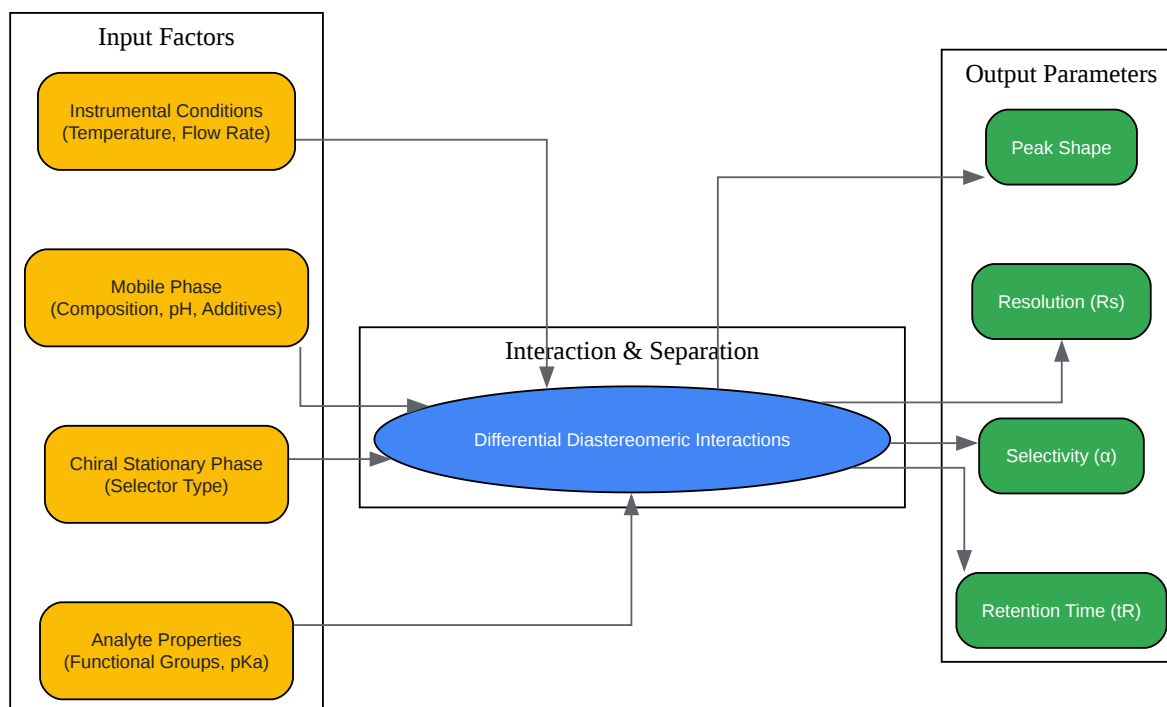 Input Factors
Instrumental Conditions
(Temperature, Flow Rate)
Mobile Phase
(Composition, pH, Additives)
Chiral Stationary Phase
(Selector Type)
Analyte Properties
(Functional Groups, pKa)
Interaction & Separation
Differential Diastereomeric Interactions
Output Parameters
Peak Shape
Resolution (Rs)
Selectivity (α)
Retention Time (tR)